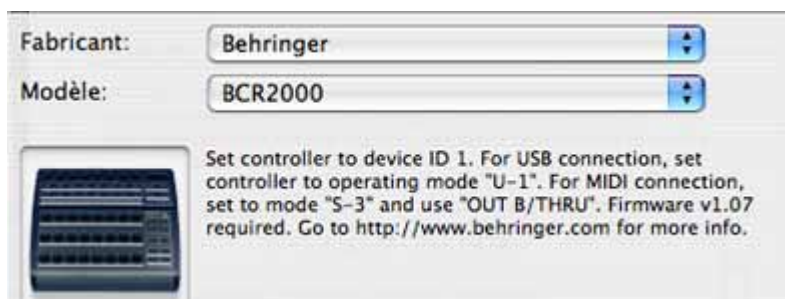 Fabricant: Behringer
Modèle: BCR2000
Set controller to device ID 1. For USB connection, set
controller to operating mode "U-1". For MIDI connection,
set to mode "S-3" and use "OUT B/THRU". Firmware v1.07
required. Go to http://www.behringer.com for more info.